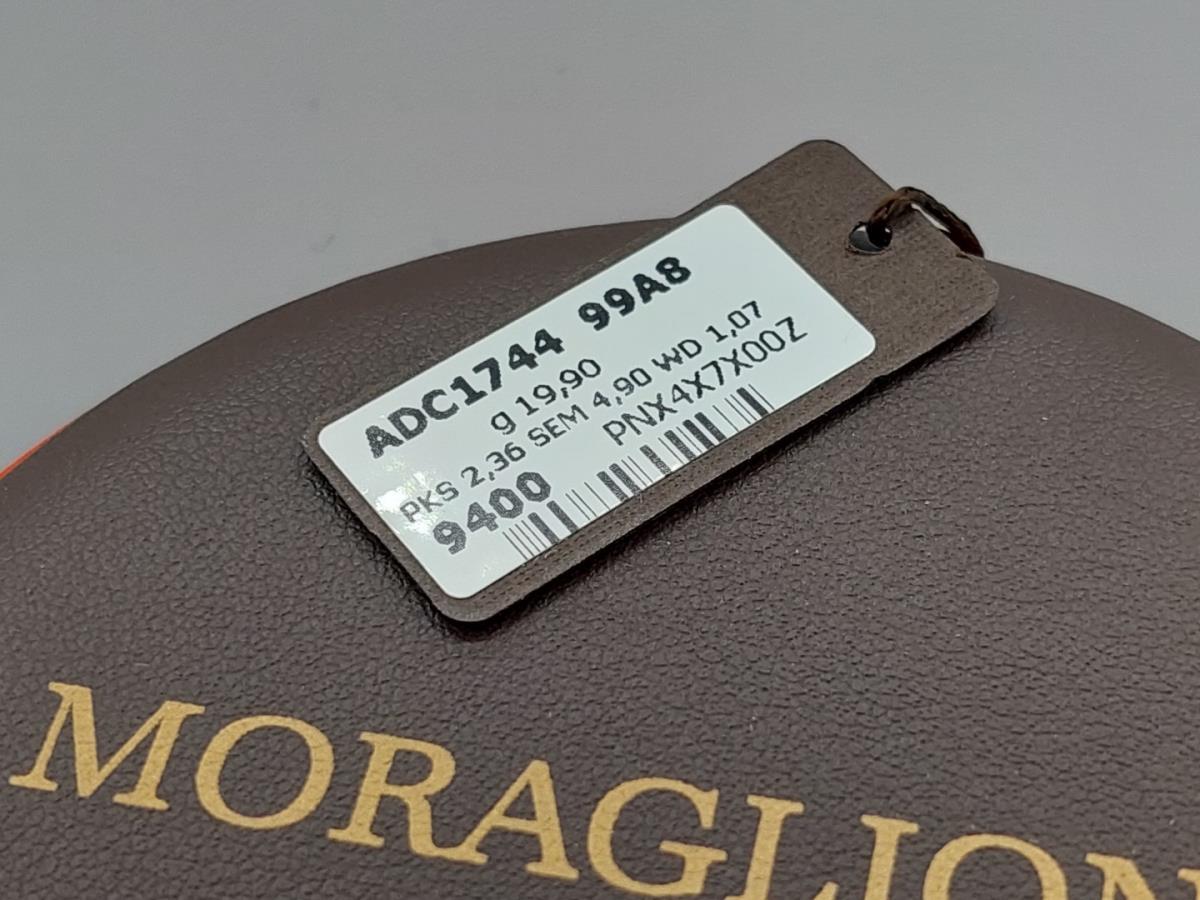 ADC1744 99A8
g 19,90
PKS 2,36 SEM 4,90 WD 1,07
PNX4X7X00Z
9400
MORAGLION